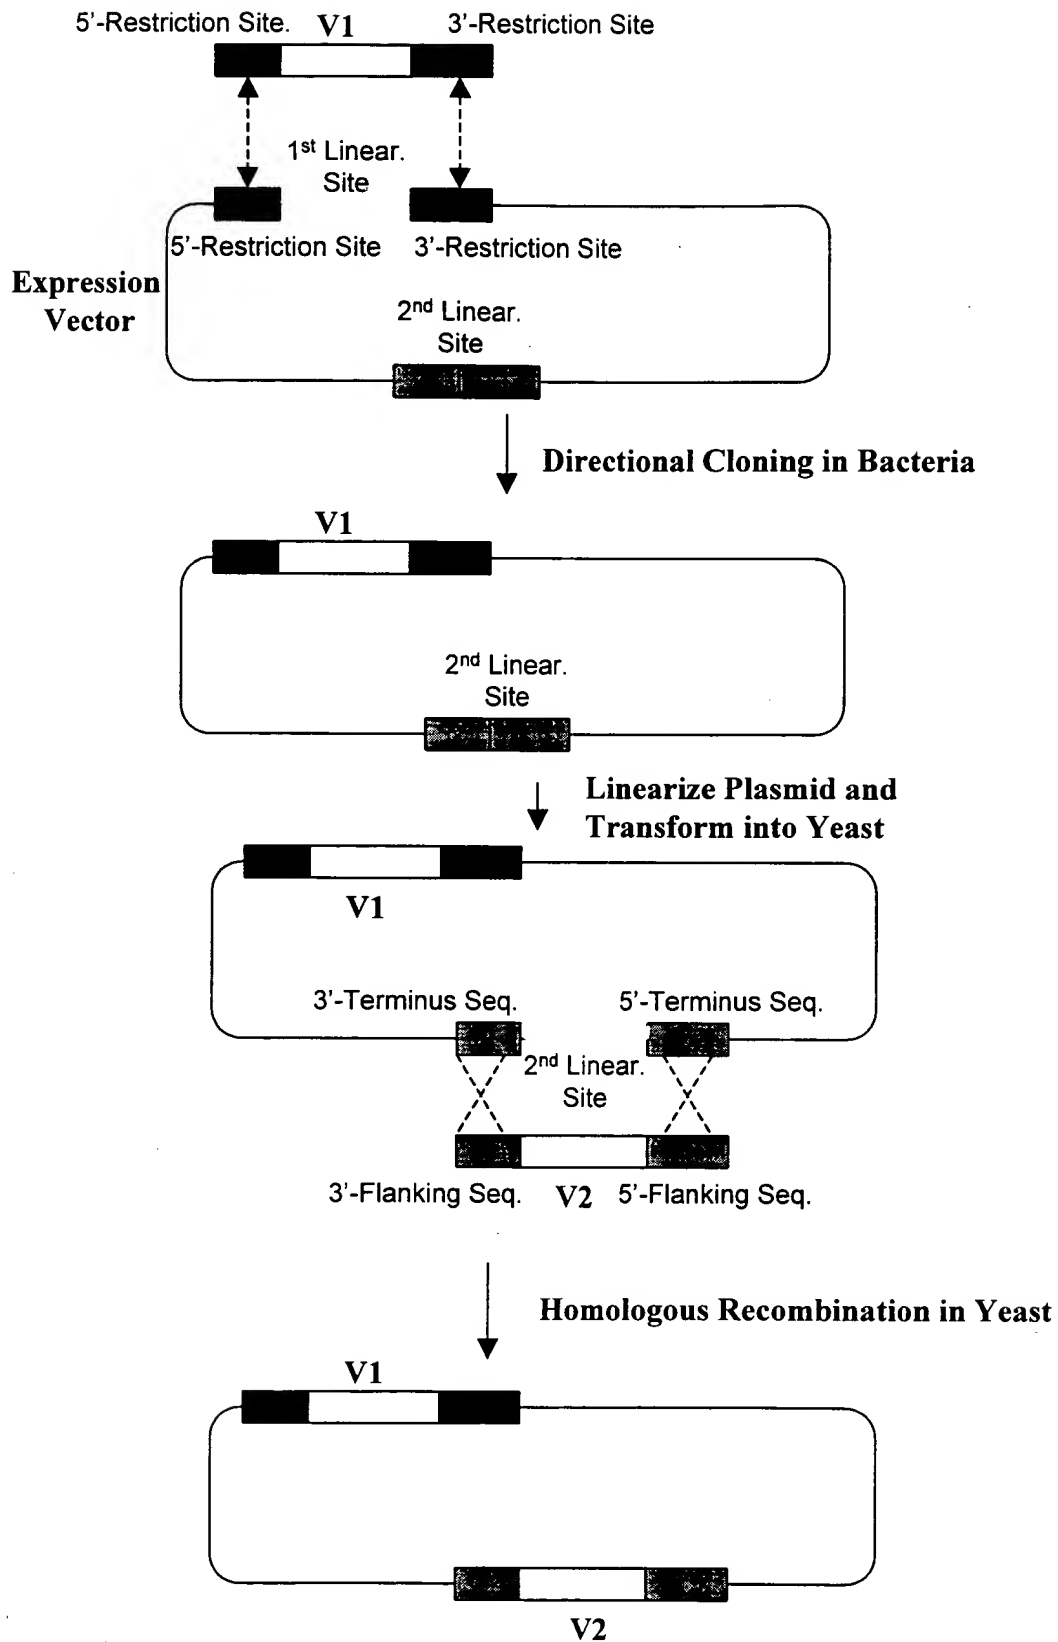 5'-Restriction Site. V1 3'-Restriction Site
1st Linear.
Site
5'-Restriction Site 3'-Restriction Site
Expression
Vector
2nd Linear.
Site
Directional Cloning in Bacteria
V1
2nd Linear.
Site
Linearize Plasmid and
Transform into Yeast
V1
3'-Terminus Seq. 5'-Terminus Seq.
2nd Linear.
Site
3'-Flanking Seq. V2 5'-Flanking Seq.
Homologous Recombination in Yeast
V1
V2